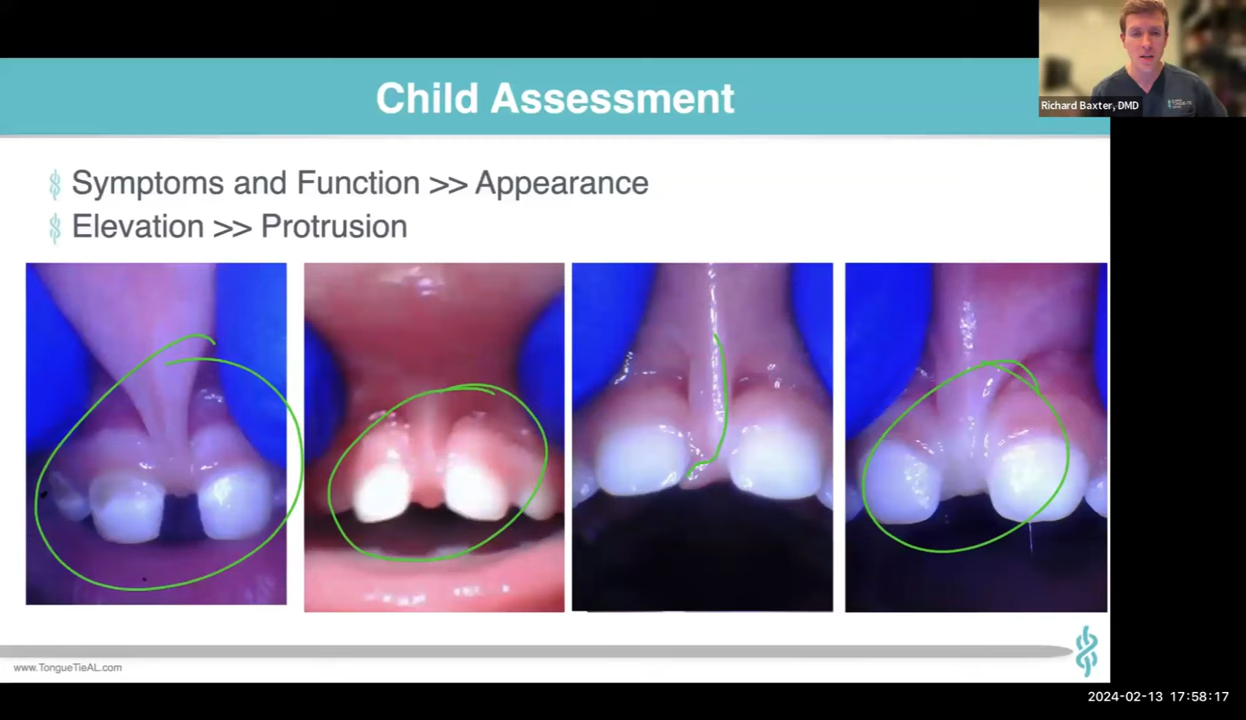 Child Assessment
Richard Baxter, DMD
Symptoms and Function >> Appearance
Elevation >> Protrusion
www.TongueTieAL.com
2024-02-13 17:58:17